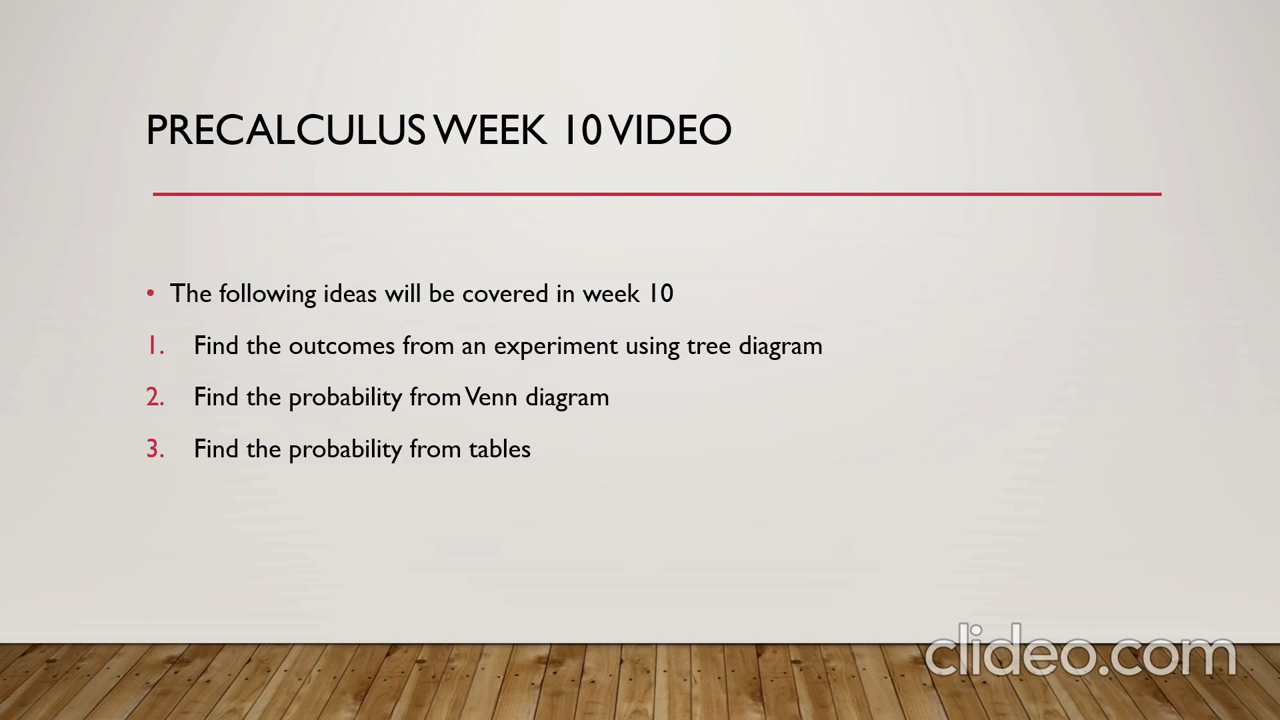 PRECALCULUS WEEK 10 VIDEO
• The following ideas will be covered in week 10
1. Find the outcomes from an experiment using tree diagram
2. Find the probability from Venn diagram
3. Find the probability from tables
clideo.com